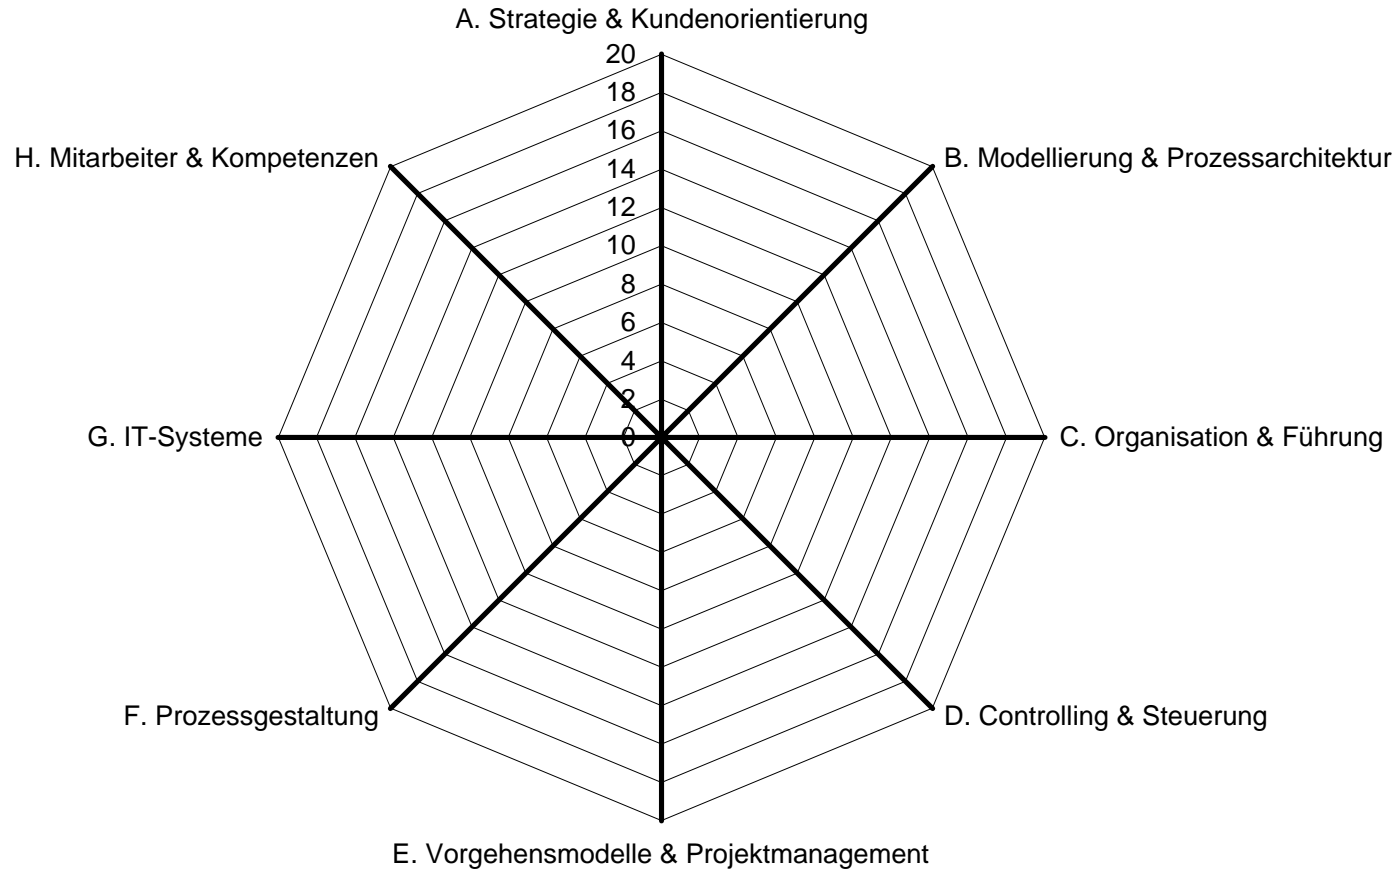 A. Strategie & Kundenorientierung
20
18
16
H. Mitarbeiter & Kompetenzen
B. Modellierung & Prozessarchitektur
14
12
10
8
6
4
2
0
G. IT-Systeme
C. Organisation & Führung
F. Prozessgestaltung
D. Controlling & Steuerung
E. Vorgehensmodelle & Projektmanagement